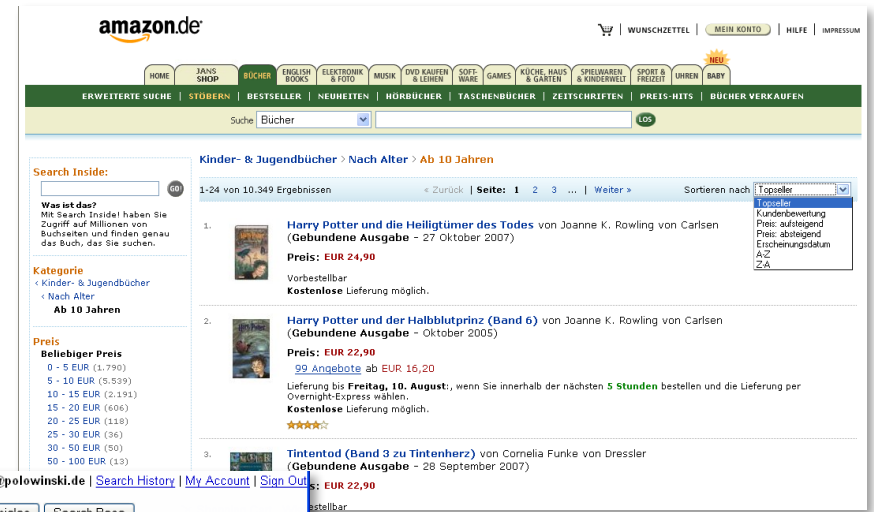 amazon.de
WUNSCHZETTEL | MEIN KONTO | HILFE | IMPRESSUM
NEU
HOME
JANS SHOP
BÜCHER
ENGLISH BOOKS
ELEKTRONIK & FOTO
MUSIK
DVD KAUFEN & LEIHEN
SOFT-WARE
GAMES
KÜCHE, HAUS & GARTEN
SPIELWAREN & KINDERWELT
SPORT & FREIZEIT
UHREN
BABY
ERWEITERTE SUCHE | STÖBERN | BESTSELLER | NEUHEITEN | HÖRBÜCHER | TASCHENBÜCHER | ZEITSCHRIFTEN | PREIS-HITS | BÜCHER VERKAUFEN
Suche Bücher LOS
Search Inside:
GO!
Was ist das?
Mit Search Inside! haben Sie
Zugriff auf Millionen von
Buchseiten und finden genau
das Buch, das Sie suchen.
Kategorie
‹ Kinder- & Jugendbücher
‹ Nach Alter
Ab 10 Jahren
Preis
Beliebiger Preis
0 - 5 EUR (1.790)
5 - 10 EUR (5.539)
10 - 15 EUR (2.191)
15 - 20 EUR (606)
20 - 25 EUR (118)
25 - 30 EUR (36)
30 - 50 EUR (50)
50 - 100 EUR (13)
Kinder- & Jugendbücher > Nach Alter > Ab 10 Jahren
1-24 von 10.349 Ergebnissen « Zurück | Seite: 1 2 3 ... | Weiter » Sortieren nach Topseller
Topseller
Kundenbewertung
Preis: aufsteigend
Preis: absteigend
Erscheinungsdatum
A-Z
Z-A
1. Harry Potter und die Heiligtümer des Todes von Joanne K. Rowling von Carlsen
(Gebundene Ausgabe - 27 Oktober 2007)
Preis: EUR 24,90
Vorbestellbar
Kostenlose Lieferung möglich.
2. Harry Potter und der Halbblutprinz (Band 6) von Joanne K. Rowling von Carlsen
(Gebundene Ausgabe - Oktober 2005)
Preis: EUR 22,90
99 Angebote ab EUR 16,20
Lieferung bis Freitag, 10. August:, wenn Sie innerhalb der nächsten 5 Stunden bestellen und die Lieferung per
Overnight-Express wählen.
Kostenlose Lieferung möglich.
3. Tintentod (Band 3 zu Tintenherz) von Cornelia Funke von Dressler
(Gebundene Ausgabe - 28 September 2007)
s: EUR 22,90
estellbar
@polowinski.de | Search History | My Account | Sign Out